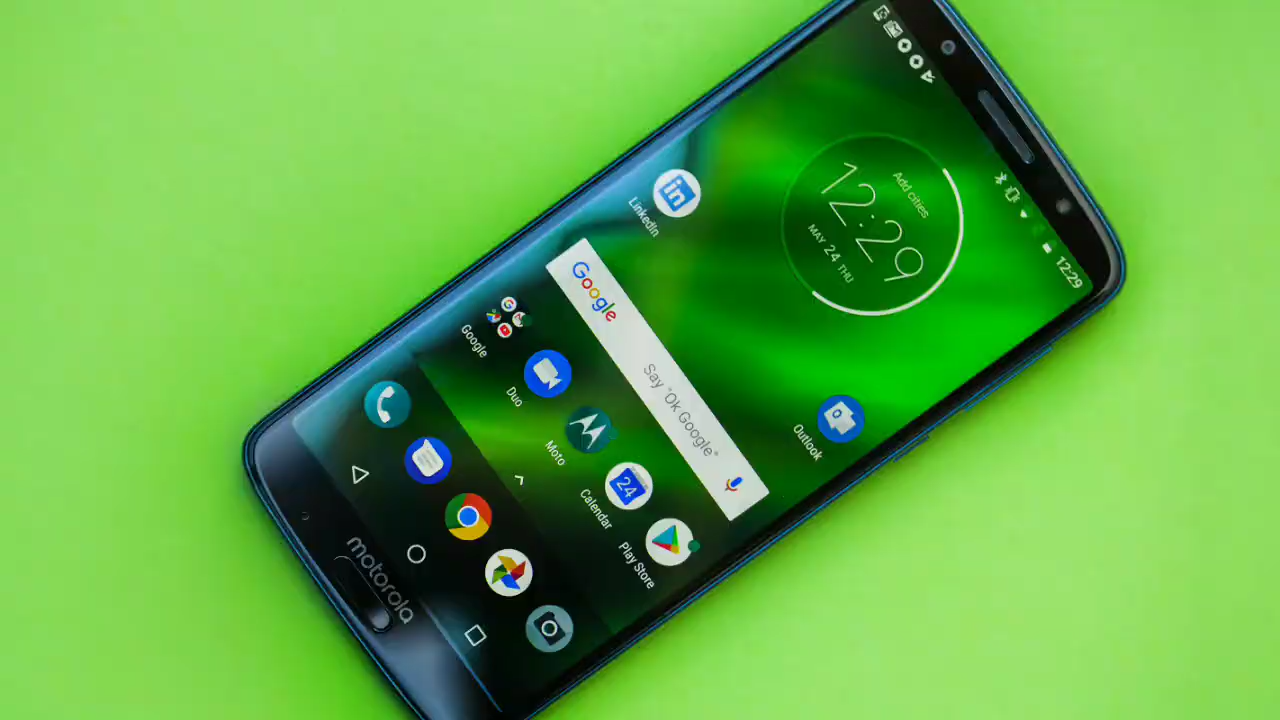 12:29
Add cities
12:29
MAY 24 THU
LinkedIn
in
Google
Say "Ok Google"
Outlook
Google
Duo
Moto
Calendar
24
Play Store
motorola